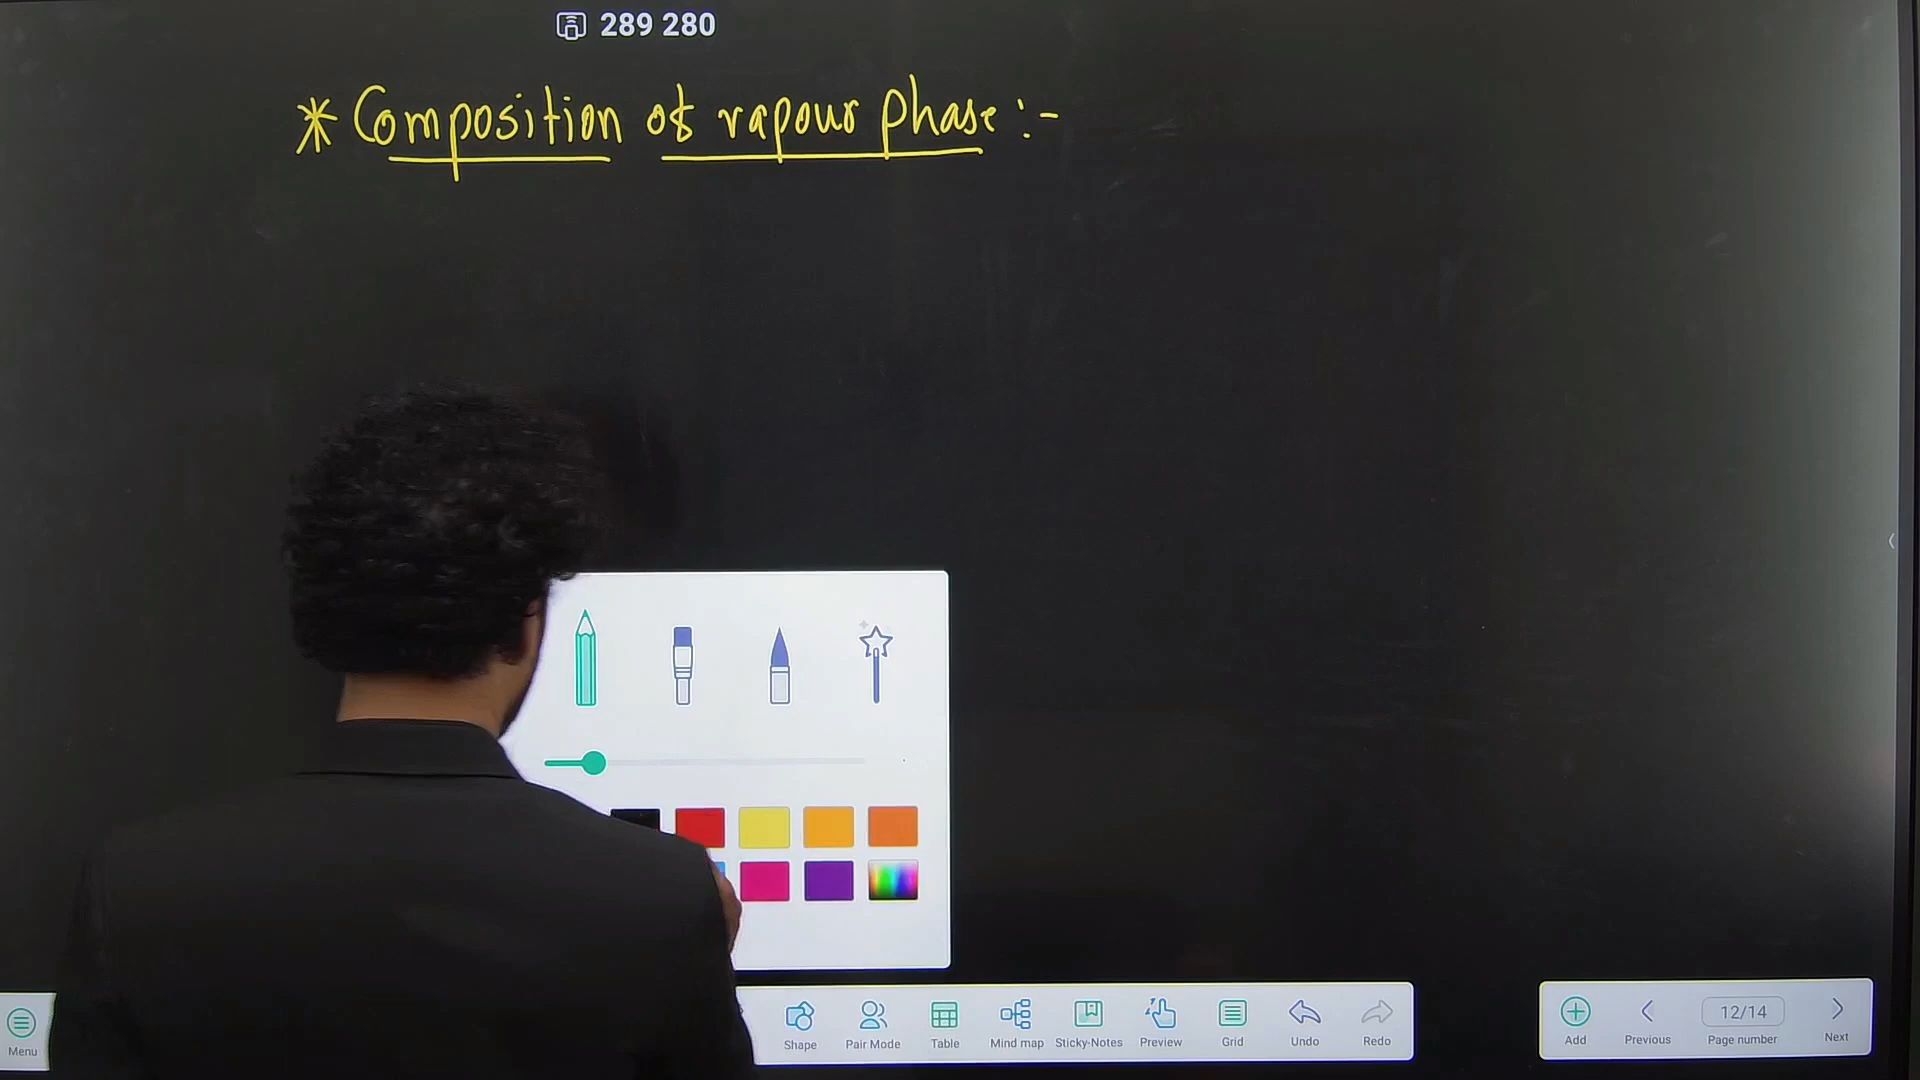 289 280
* Composition of vapour phase :-
Menu
Shape Pair Mode Table Mind map Sticky-Notes Preview Grid Undo Redo
Add Previous 12/14 Page number Next